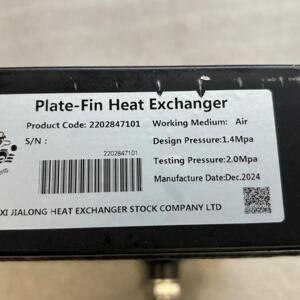 Plate-Fin Heat Exchanger
Product Code: 2202847101 Working Medium: Air
S/N : Design Pressure:1.4Mpa
2202847101 Testing Pressure:2.0Mpa
Manufacture Date:Dec.2024
XI JIALONG HEAT EXCHANGER STOCK COMPANY LTD